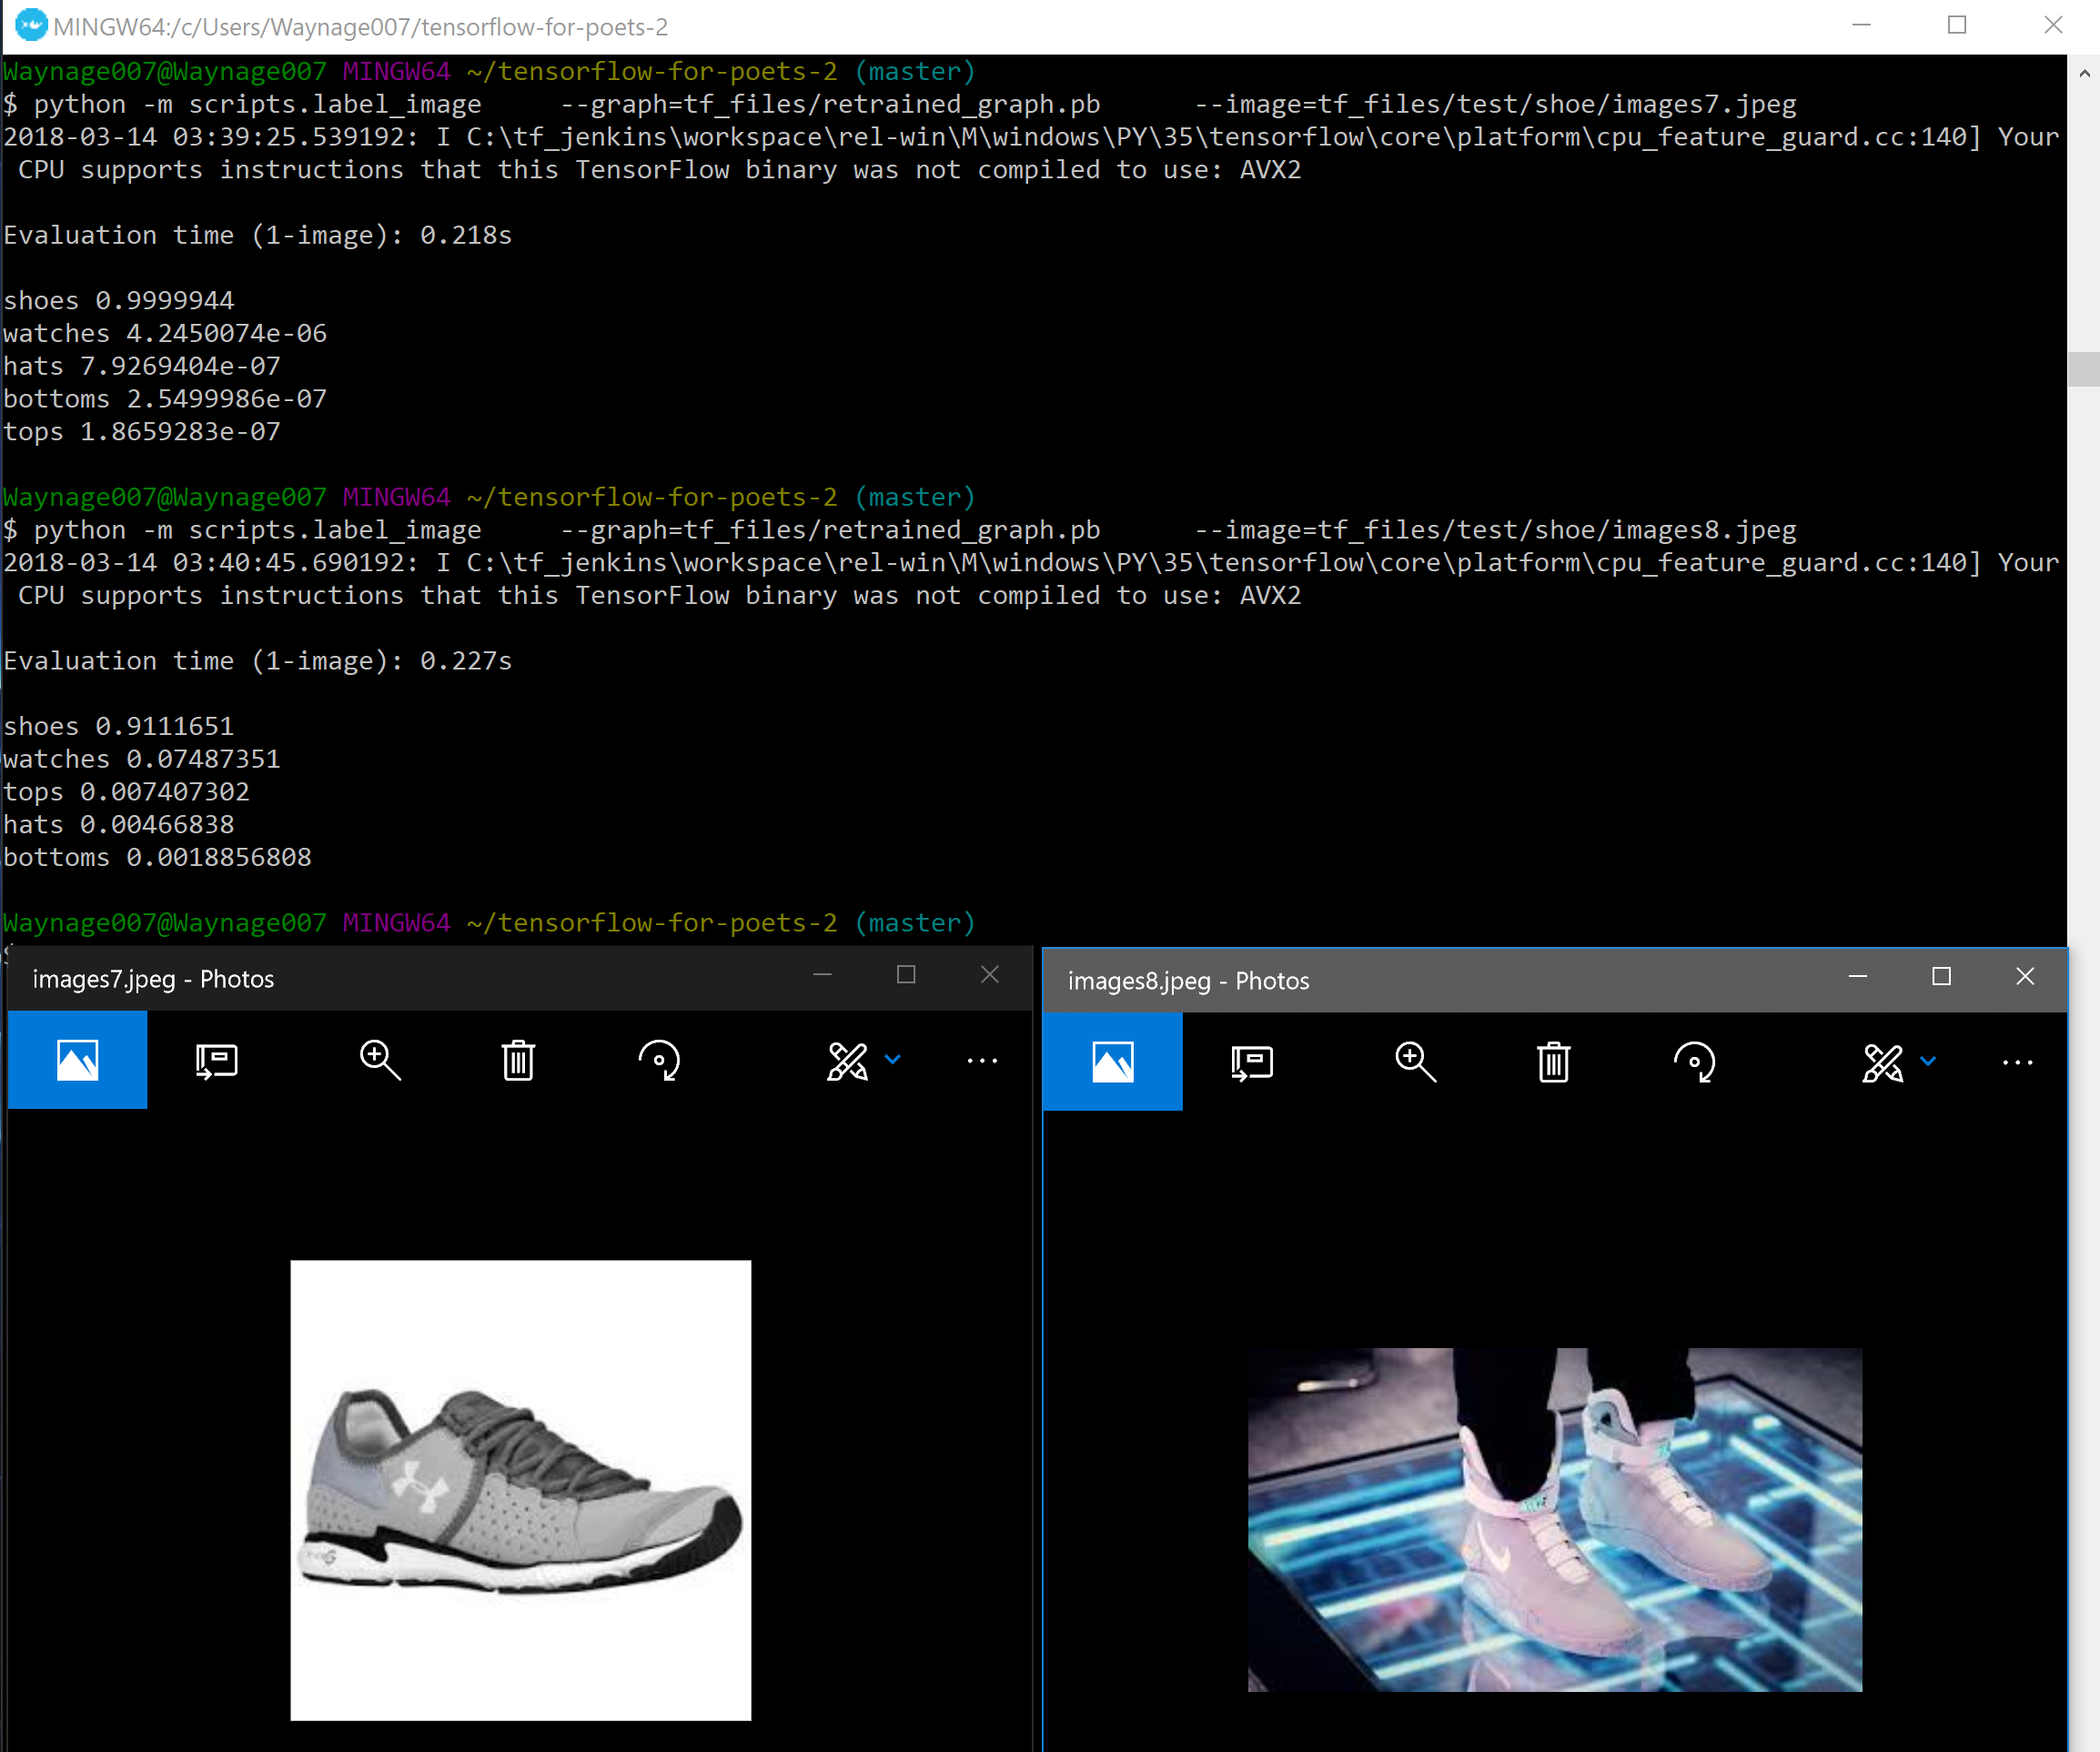 MINGW64:/c/Users/Waynage007/tensorflow-for-poets-2
Waynage007@Waynage007 MINGW64 ~/tensorflow-for-poets-2 (master)
$ python -m scripts.label_image     --graph=tf_files/retrained_graph.pb      --image=tf_files/test/shoe/images7.jpeg
2018-03-14 03:39:25.539192: I C:\tf_jenkins\workspace\rel-win\M\windows\PY\35\tensorflow\core\platform\cpu_feature_guard.cc:140] Your
 CPU supports instructions that this TensorFlow binary was not compiled to use: AVX2
Evaluation time (1-image): 0.218s
shoes 0.9999944
watches 4.2450074e-06
hats 7.9269404e-07
bottoms 2.5499986e-07
tops 1.8659283e-07
Waynage007@Waynage007 MINGW64 ~/tensorflow-for-poets-2 (master)
$ python -m scripts.label_image     --graph=tf_files/retrained_graph.pb      --image=tf_files/test/shoe/images8.jpeg
2018-03-14 03:40:45.690192: I C:\tf_jenkins\workspace\rel-win\M\windows\PY\35\tensorflow\core\platform\cpu_feature_guard.cc:140] Your
 CPU supports instructions that this TensorFlow binary was not compiled to use: AVX2
Evaluation time (1-image): 0.227s
shoes 0.9111651
watches 0.07487351
tops 0.007407302
hats 0.00466838
bottoms 0.0018856808
Waynage007@Waynage007 MINGW64 ~/tensorflow-for-poets-2 (master)
$
images7.jpeg - Photos
images8.jpeg - Photos